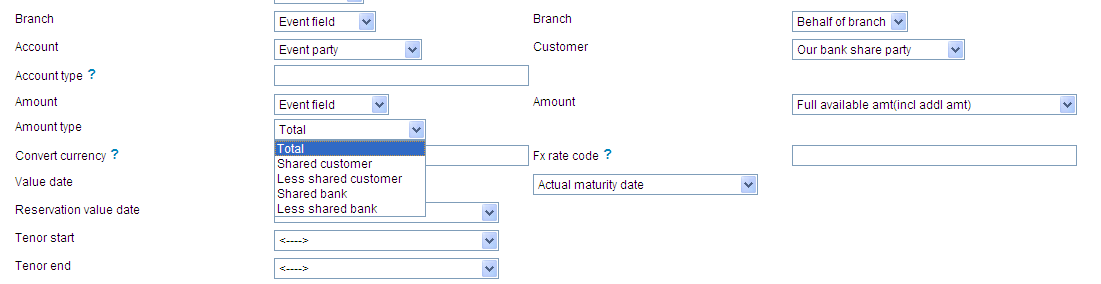 Branch Event field Branch Behalf of branch
Account Event party Customer Our bank share party
Account type ?
Amount Event field Amount Full available amt(incl addl amt)
Amount type Total
Total
Convert currency ? Fx rate code ?
Shared customer
Less shared customer
Value date Actual maturity date
Shared bank
Less shared bank
Reservation value date
Tenor start <---->
Tenor end <---->